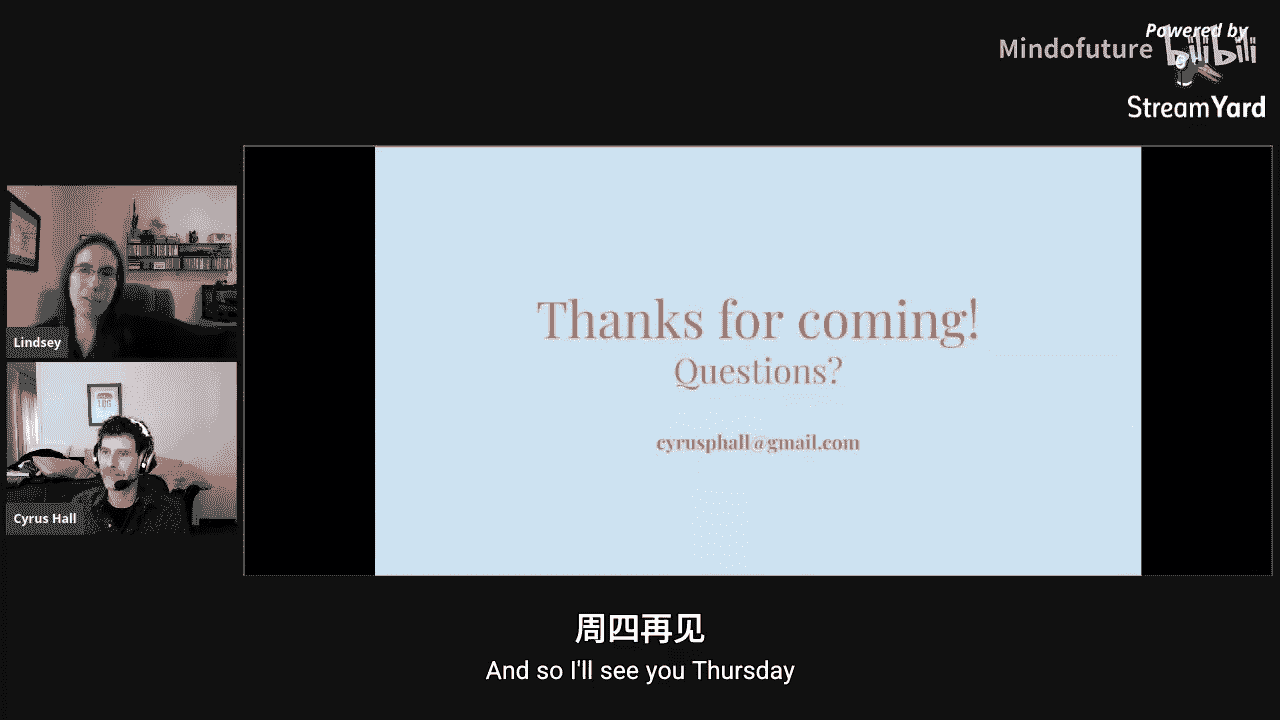 Powered by
Mindofuture bilibili
StreamYard
Thanks for coming!
Questions?
cyrusphall@gmail.com
Lindsey
Cyrus Hall
周四再见
And so I'll see you Thursday